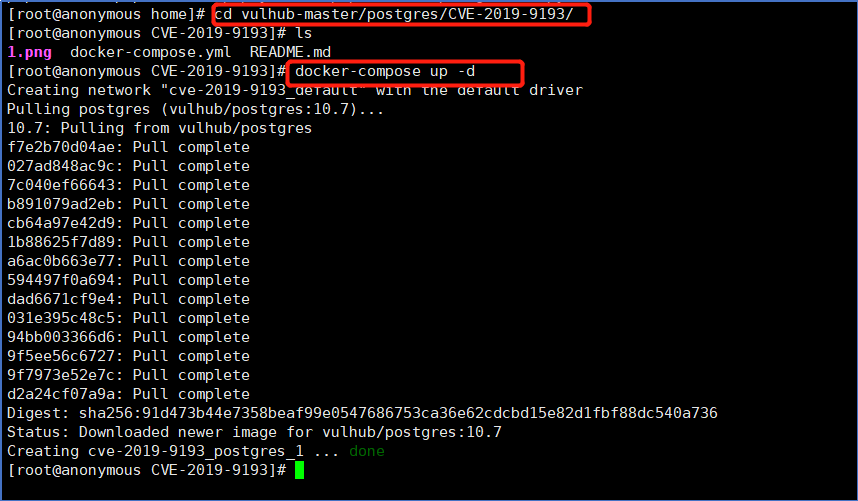 [root@anonymous home]# cd vulhub-master/postgres/CVE-2019-9193/
[root@anonymous CVE-2019-9193]# ls
1.png  docker-compose.yml  README.md
[root@anonymous CVE-2019-9193]# docker-compose up -d
Creating network "cve-2019-9193_default" with the default driver
Pulling postgres (vulhub/postgres:10.7)...
10.7: Pulling from vulhub/postgres
f7e2b70d04ae: Pull complete
027ad848ac9c: Pull complete
7c040ef66643: Pull complete
b891079ad2eb: Pull complete
cb64a97e42d9: Pull complete
1b88625f7d89: Pull complete
a6ac0b663e77: Pull complete
594497f0a694: Pull complete
dad6671cf9e4: Pull complete
031e395c48c5: Pull complete
94bb003366d6: Pull complete
9f5ee56c6727: Pull complete
9f7973e52e7c: Pull complete
d2a24cf07a9a: Pull complete
Digest: sha256:91d473b44e7358beaf99e0547686753ca36e62cdcbd15e82d1fbf88dc540a736
Status: Downloaded newer image for vulhub/postgres:10.7
Creating cve-2019-9193_postgres_1 ... done
[root@anonymous CVE-2019-9193]#